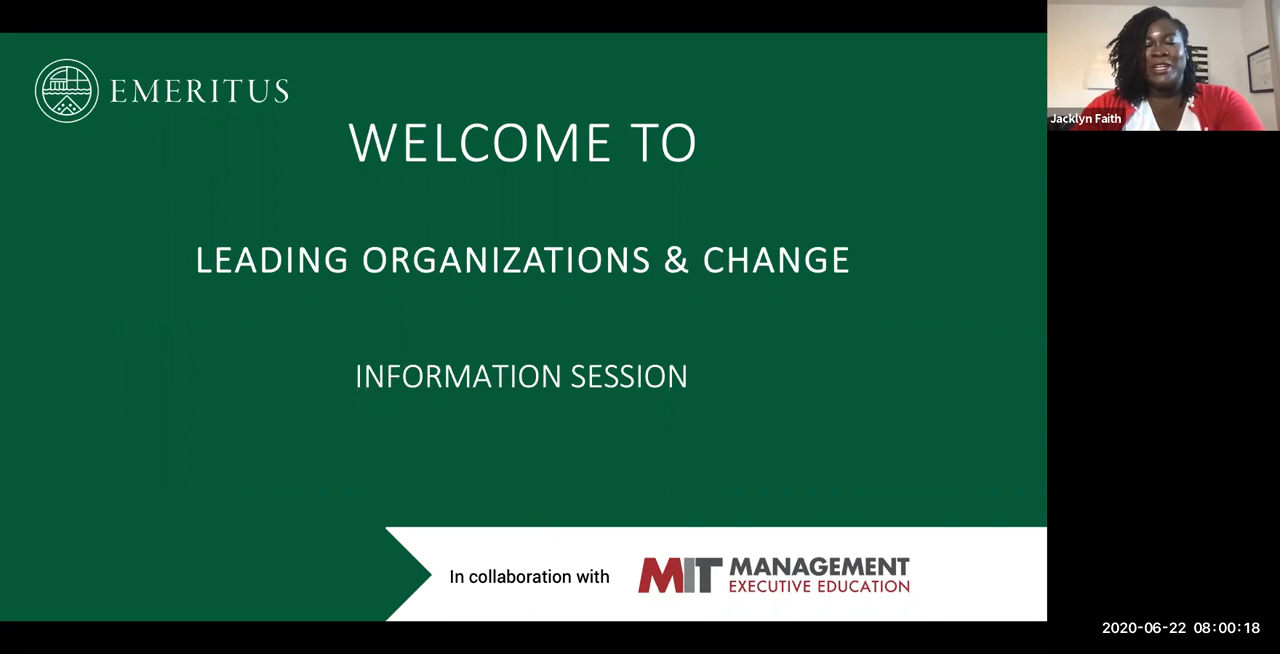 EMERITUS
WELCOME TO
LEADING ORGANIZATIONS & CHANGE
INFORMATION SESSION
In collaboration with
MIT MANAGEMENT
EXECUTIVE EDUCATION
Jacklyn Faith
2020-06-22 08:00:18